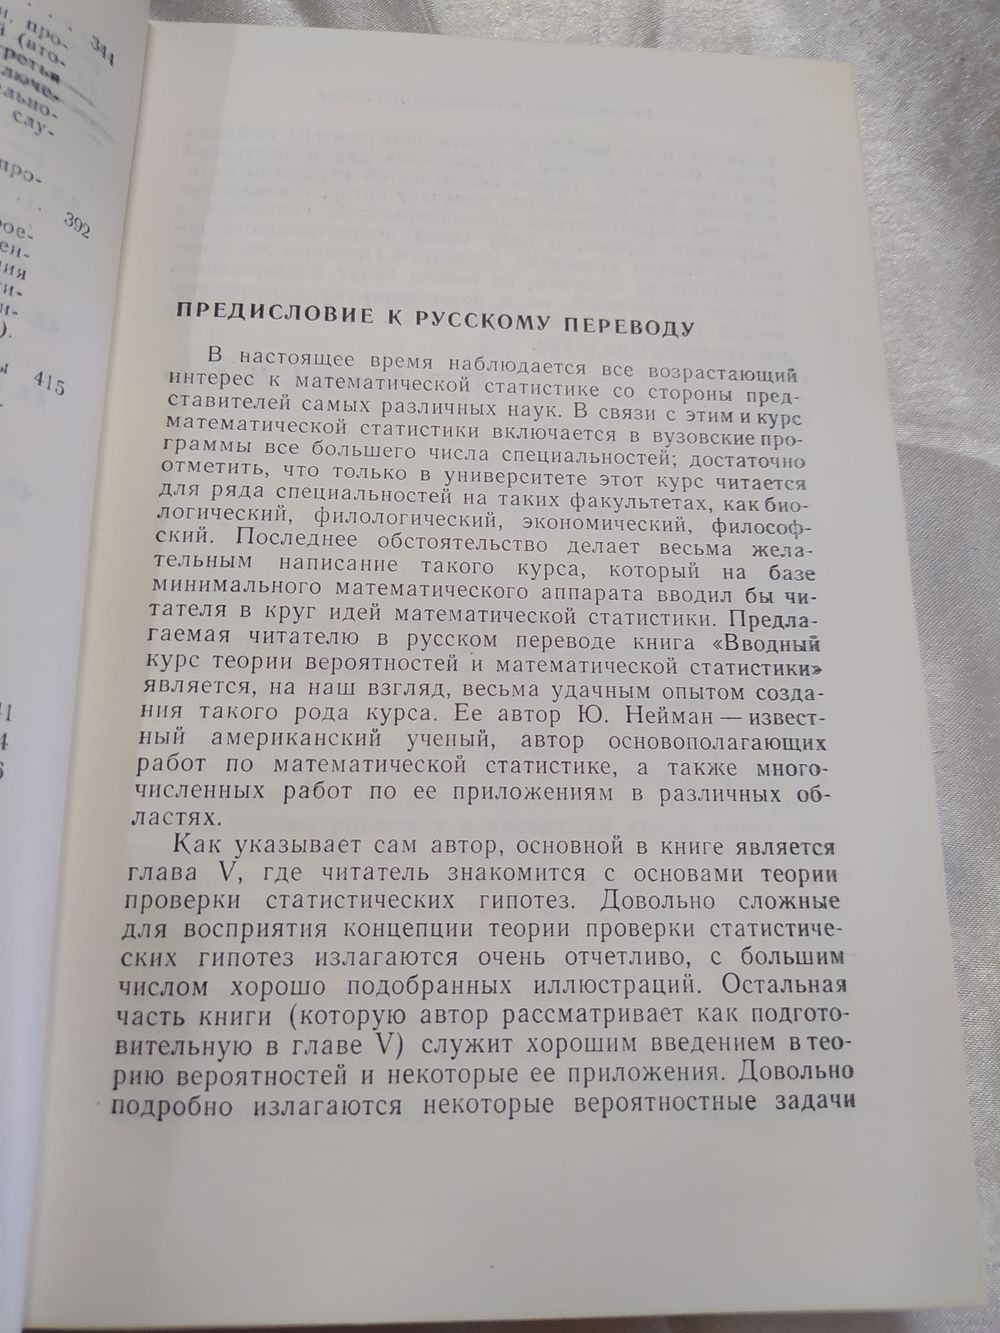 344
про-
392
415
ПРЕДИСЛОВИЕ К РУССКОМУ ПЕРЕВОДУ
В настоящее время наблюдается все возрастающий
интерес к математической статистике со стороны пред-
ставителей самых различных наук. В связи с этим и курс
математической статистики включается в вузовские про-
граммы все большего числа специальностей; достаточно
отметить, что только в университете этот курс читается
для ряда специальностей на таких факультетах, как био-
логический, филологический, экономический, философ-
ский. Последнее обстоятельство делает весьма жела-
тельным написание такого курса, который на базе
минимального математического аппарата вводил бы чи-
тателя в круг идей математической статистики. Предла-
гаемая читателю в русском переводе книга «Вводный
курс теории вероятностей и математической статистики»
является, на наш взгляд, весьма удачным опытом созда-
ния такого рода курса. Ее автор Ю. Нейман — извест-
ный американский ученый, автор основополагающих
работ по математической статистике, а также много-
численных работ по ее приложениям в различных об-
ластях.
Как указывает сам автор, основной в книге является
глава V, где читатель знакомится с основами теории
проверки статистических гипотез. Довольно сложные
для восприятия концепции теории проверки статистиче-
ских гипотез излагаются очень отчетливо, с большим
числом хорошо подобранных иллюстраций. Остальная
часть книги (которую автор рассматривает как подгото-
вительную в главе V) служит хорошим введением в тео-
рию вероятностей и некоторые ее приложения. Довольно
подробно излагаются некоторые вероятностные задачи